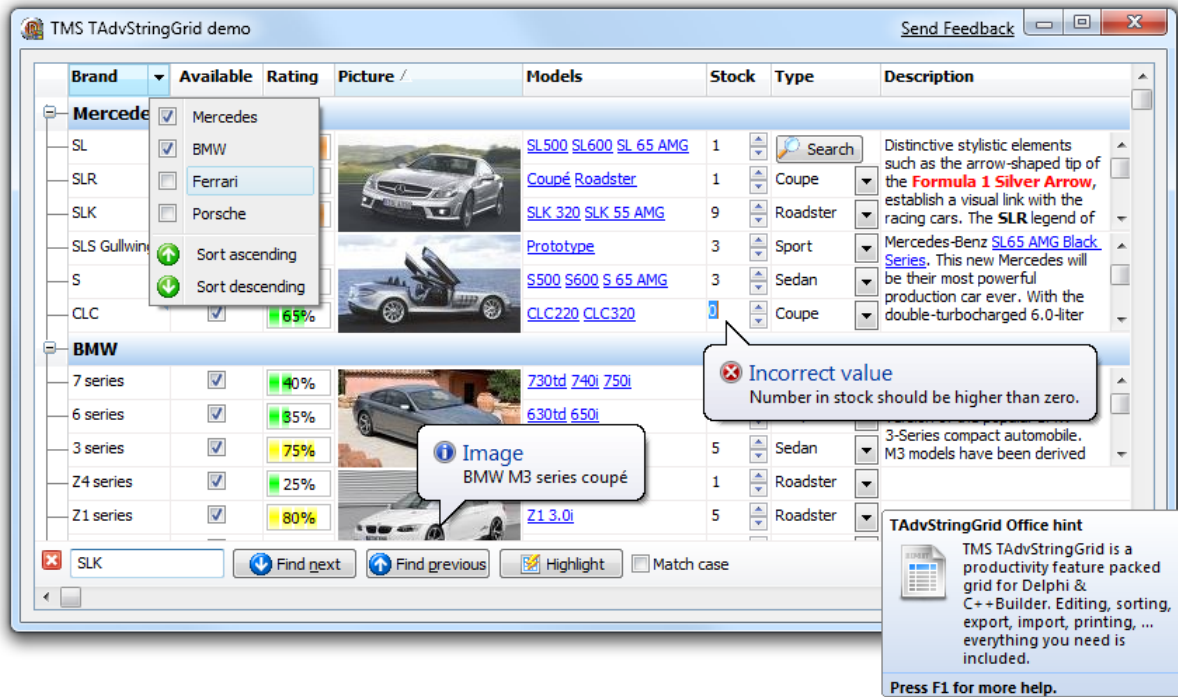 TMS TAdvStringGrid demo
Send Feedback
Brand Available Rating Picture Models Stock Type Description
Mercede
Mercedes
BMW
Ferrari
Porsche
Sort ascending
Sort descending
SL SL500 SL600 SL 65 AMG 1 Search
SLR Coupé Roadster 1 Coupe
SLK SLK 320 SLK 55 AMG 9 Roadster
Distinctive stylistic elements
such as the arrow-shaped tip of
the Formula 1 Silver Arrow,
establish a visual link with the
racing cars. The SLR legend of
SLS Gullwing Prototype 3 Sport
S S500 S600 S 65 AMG 3 Sedan
CLC 65% CLC220 CLC320 0 Coupe
Mercedes-Benz SL65 AMG Black
Series. This new Mercedes will
be their most powerful
production car ever. With the
double-turbocharged 6.0-liter
BMW
Incorrect value
Number in stock should be higher than zero.
7 series 40% 730td 740i 750i
6 series 35% 630td 650i
3 series 75% 5 Sedan
3-Series compact automobile.
M3 models have been derived
Image
BMW M3 series coupé
Z4 series 25% 1 Roadster
Z1 series 80% Z1 3.0i 5 Roadster
SLK Find next Find previous Highlight Match case
TAdvStringGrid Office hint
EXPERT
TMS TAdvStringGrid is a
productivity feature packed
grid for Delphi &
C++Builder. Editing, sorting,
export, import, printing, ...
everything you need is
included.
Press F1 for more help.